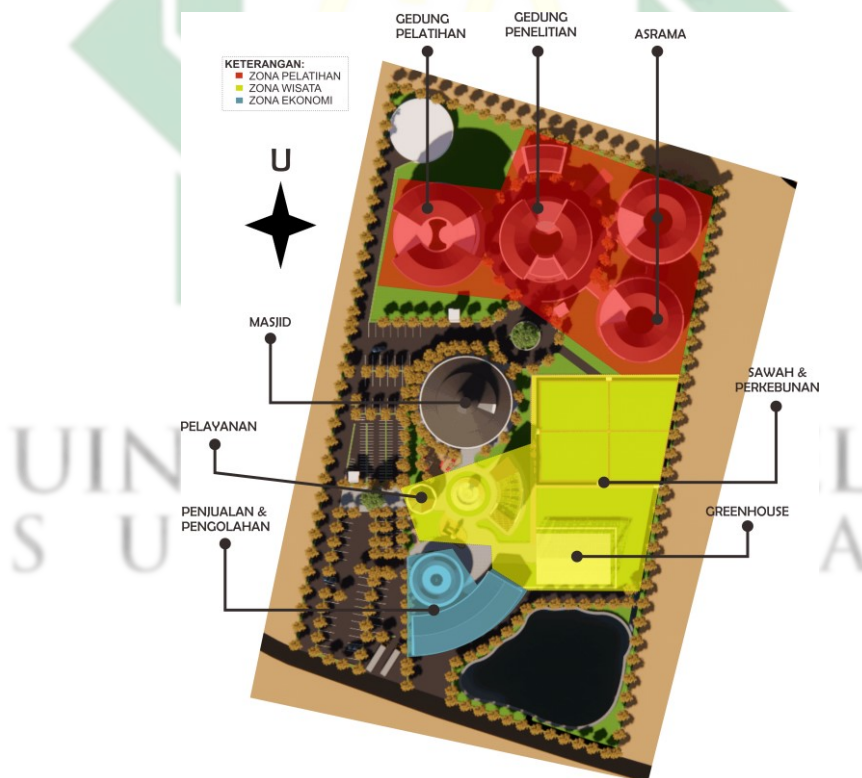 GEDUNG
PELATIHAN
GEDUNG
PENELITIAN
ASRAMA
KETERANGAN:
ZONA PELATIHAN
ZONA WISATA
ZONA EKONOMI
U
MASJID
SAWAH &
PERKEBUNAN
PELAYANAN
UIN
L
PENJUALAN &
PENGOLAHAN
GREENHOUSE
S U
A